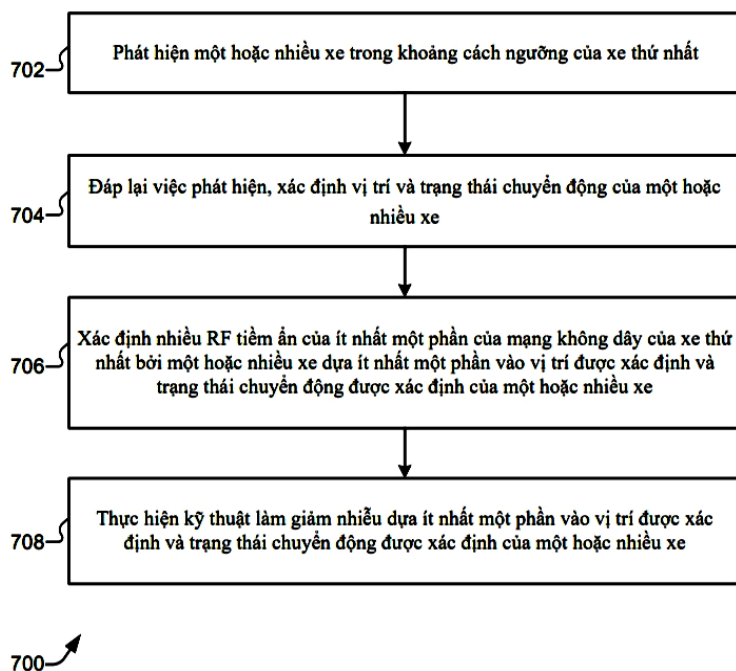 702
Phát hiện một hoặc nhiều xe trong khoảng cách ngưỡng của xe thứ nhất
704
Đáp lại việc phát hiện, xác định vị trí và trạng thái chuyển động của một hoặc
nhiều xe
706
Xác định nhiều RF tiềm ẩn của ít nhất một phần của mạng không dây của xe thứ
nhất bởi một hoặc nhiều xe dựa ít nhất một phần vào vị trí được xác định và
trạng thái chuyển động được xác định của một hoặc nhiều xe
708
Thực hiện kỹ thuật làm giảm nhiễu dựa ít nhất một phần vào vị trí được xác
định và trạng thái chuyển động được xác định của một hoặc nhiều xe
700